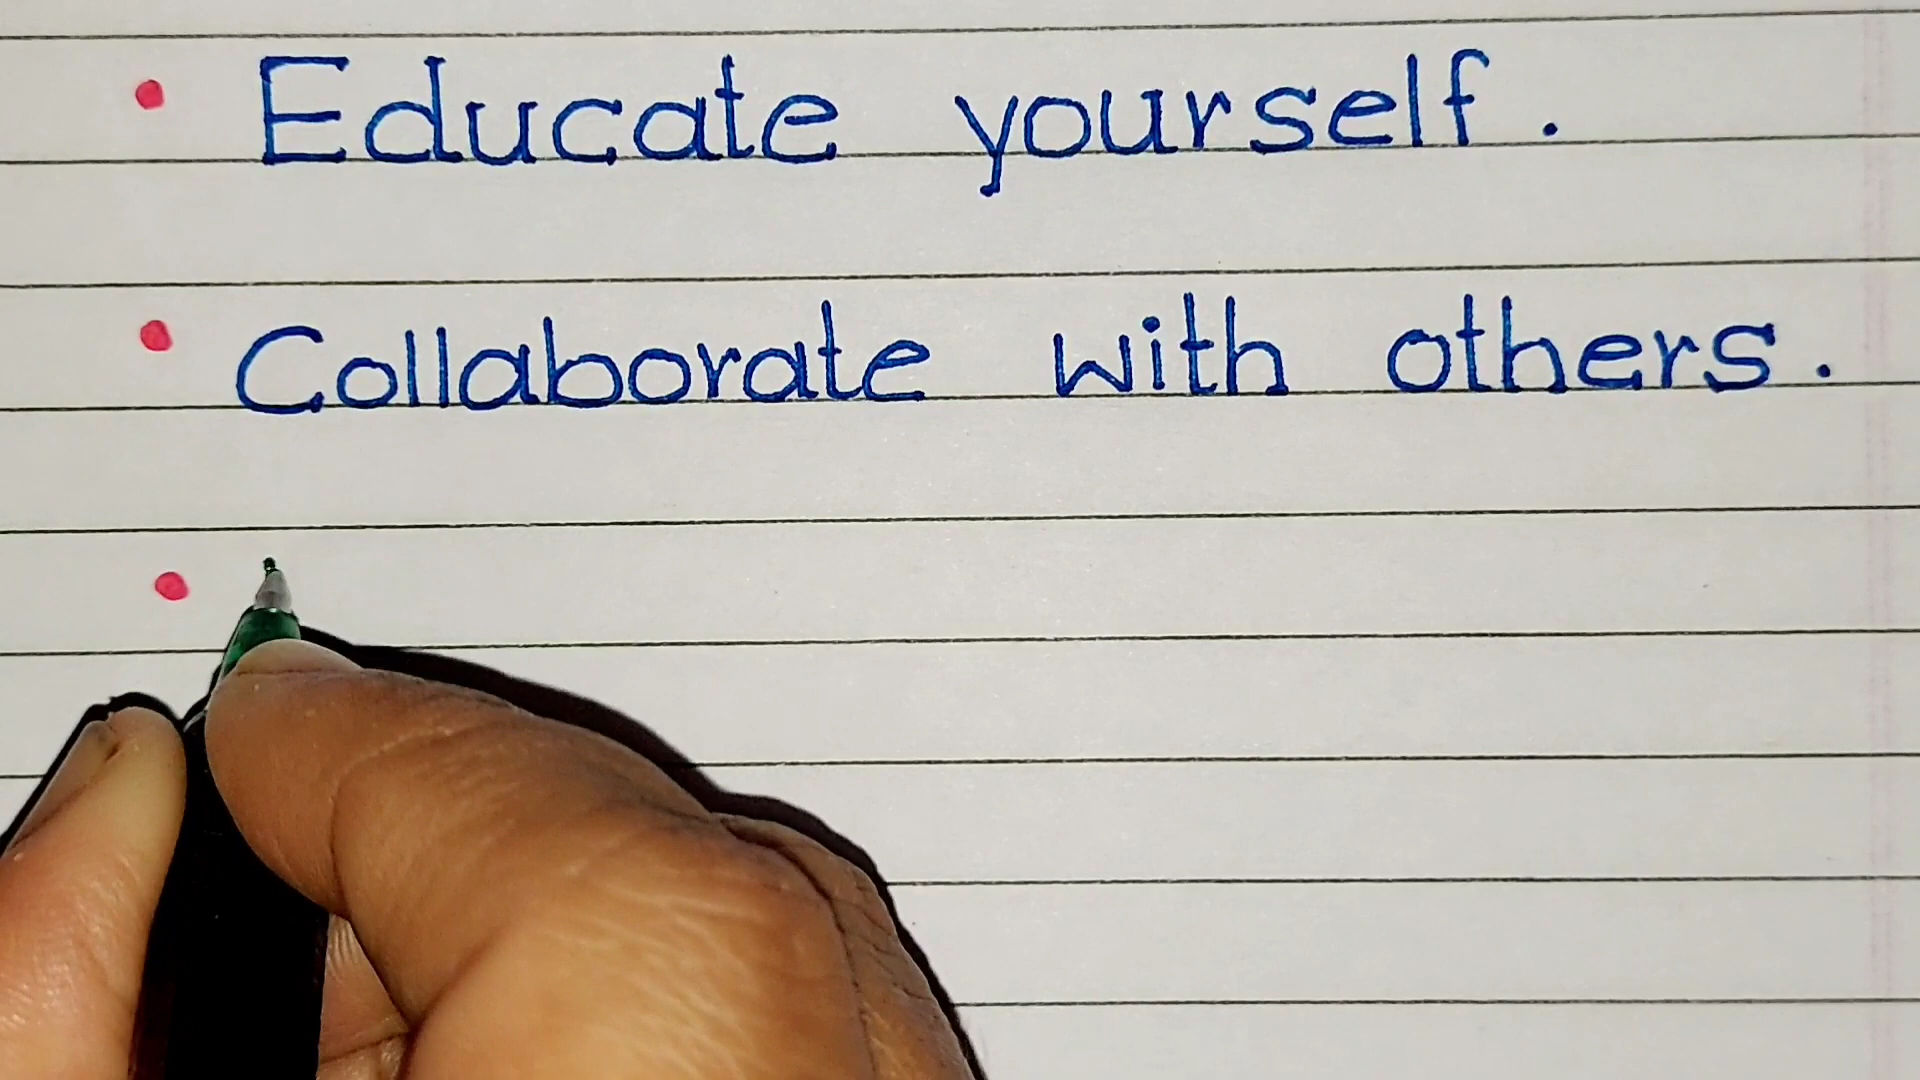 • Educate yourself.
• Collaborate with others.
•